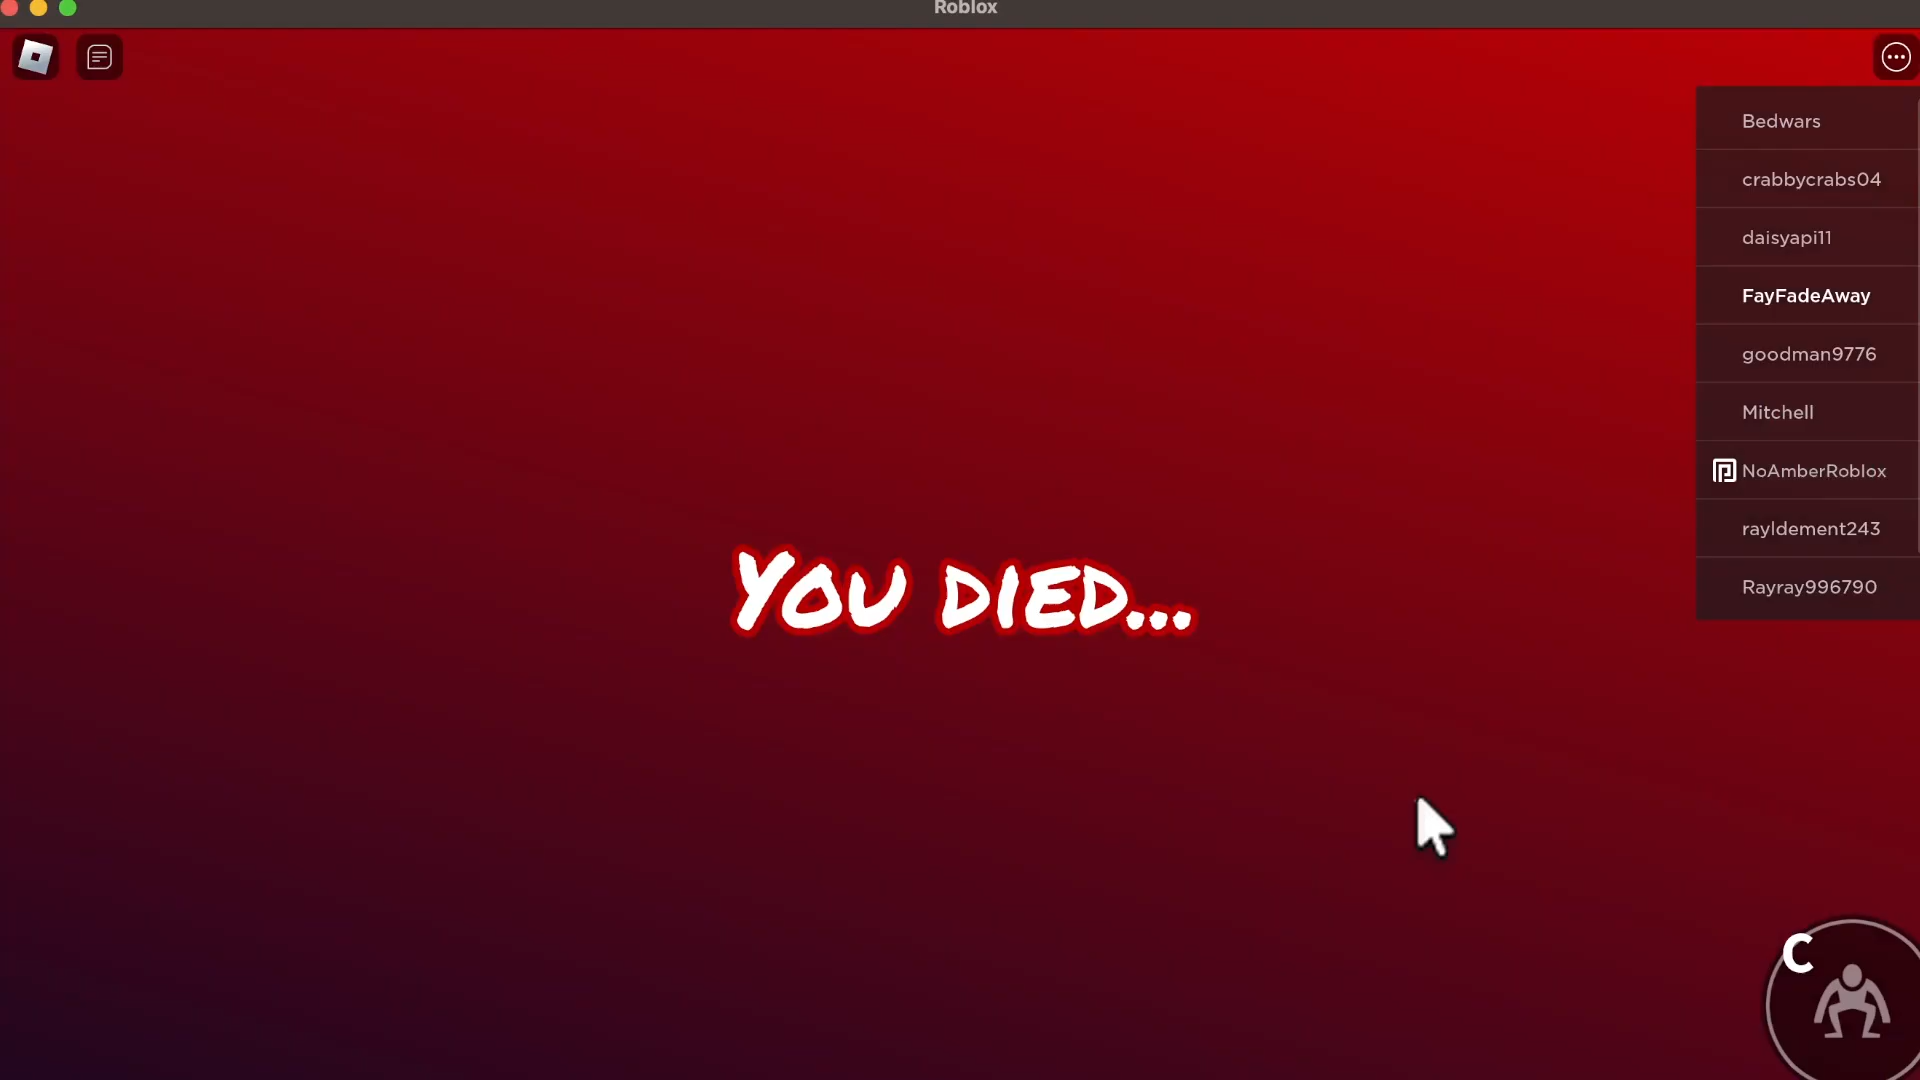 Roblox
Bedwars
crabbycrabs04
daisyapi11
FayFadeAway
goodman9776
Mitchell
NoAmberRoblox
rayldement243
Rayray996790
You died...
C